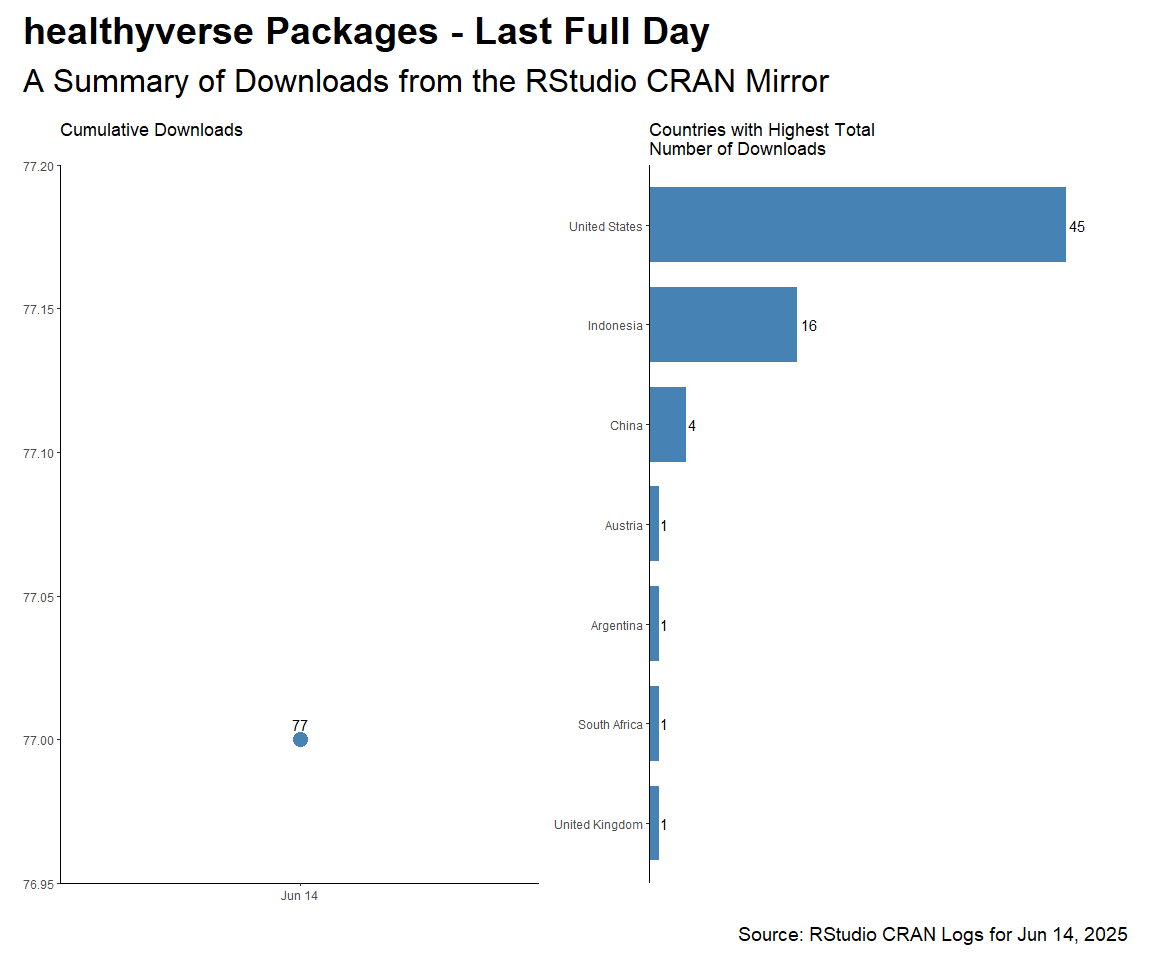 healthyverse Packages - Last Full Day
A Summary of Downloads from the RStudio CRAN Mirror
Cumulative Downloads
77.20
77.15
77.10
77.05
77.00
76.95
77
Jun 14
Countries with Highest Total
Number of Downloads
United States 45
Indonesia 16
China 4
Austria 1
Argentina 1
South Africa 1
United Kingdom 1
Source: RStudio CRAN Logs for Jun 14, 2025